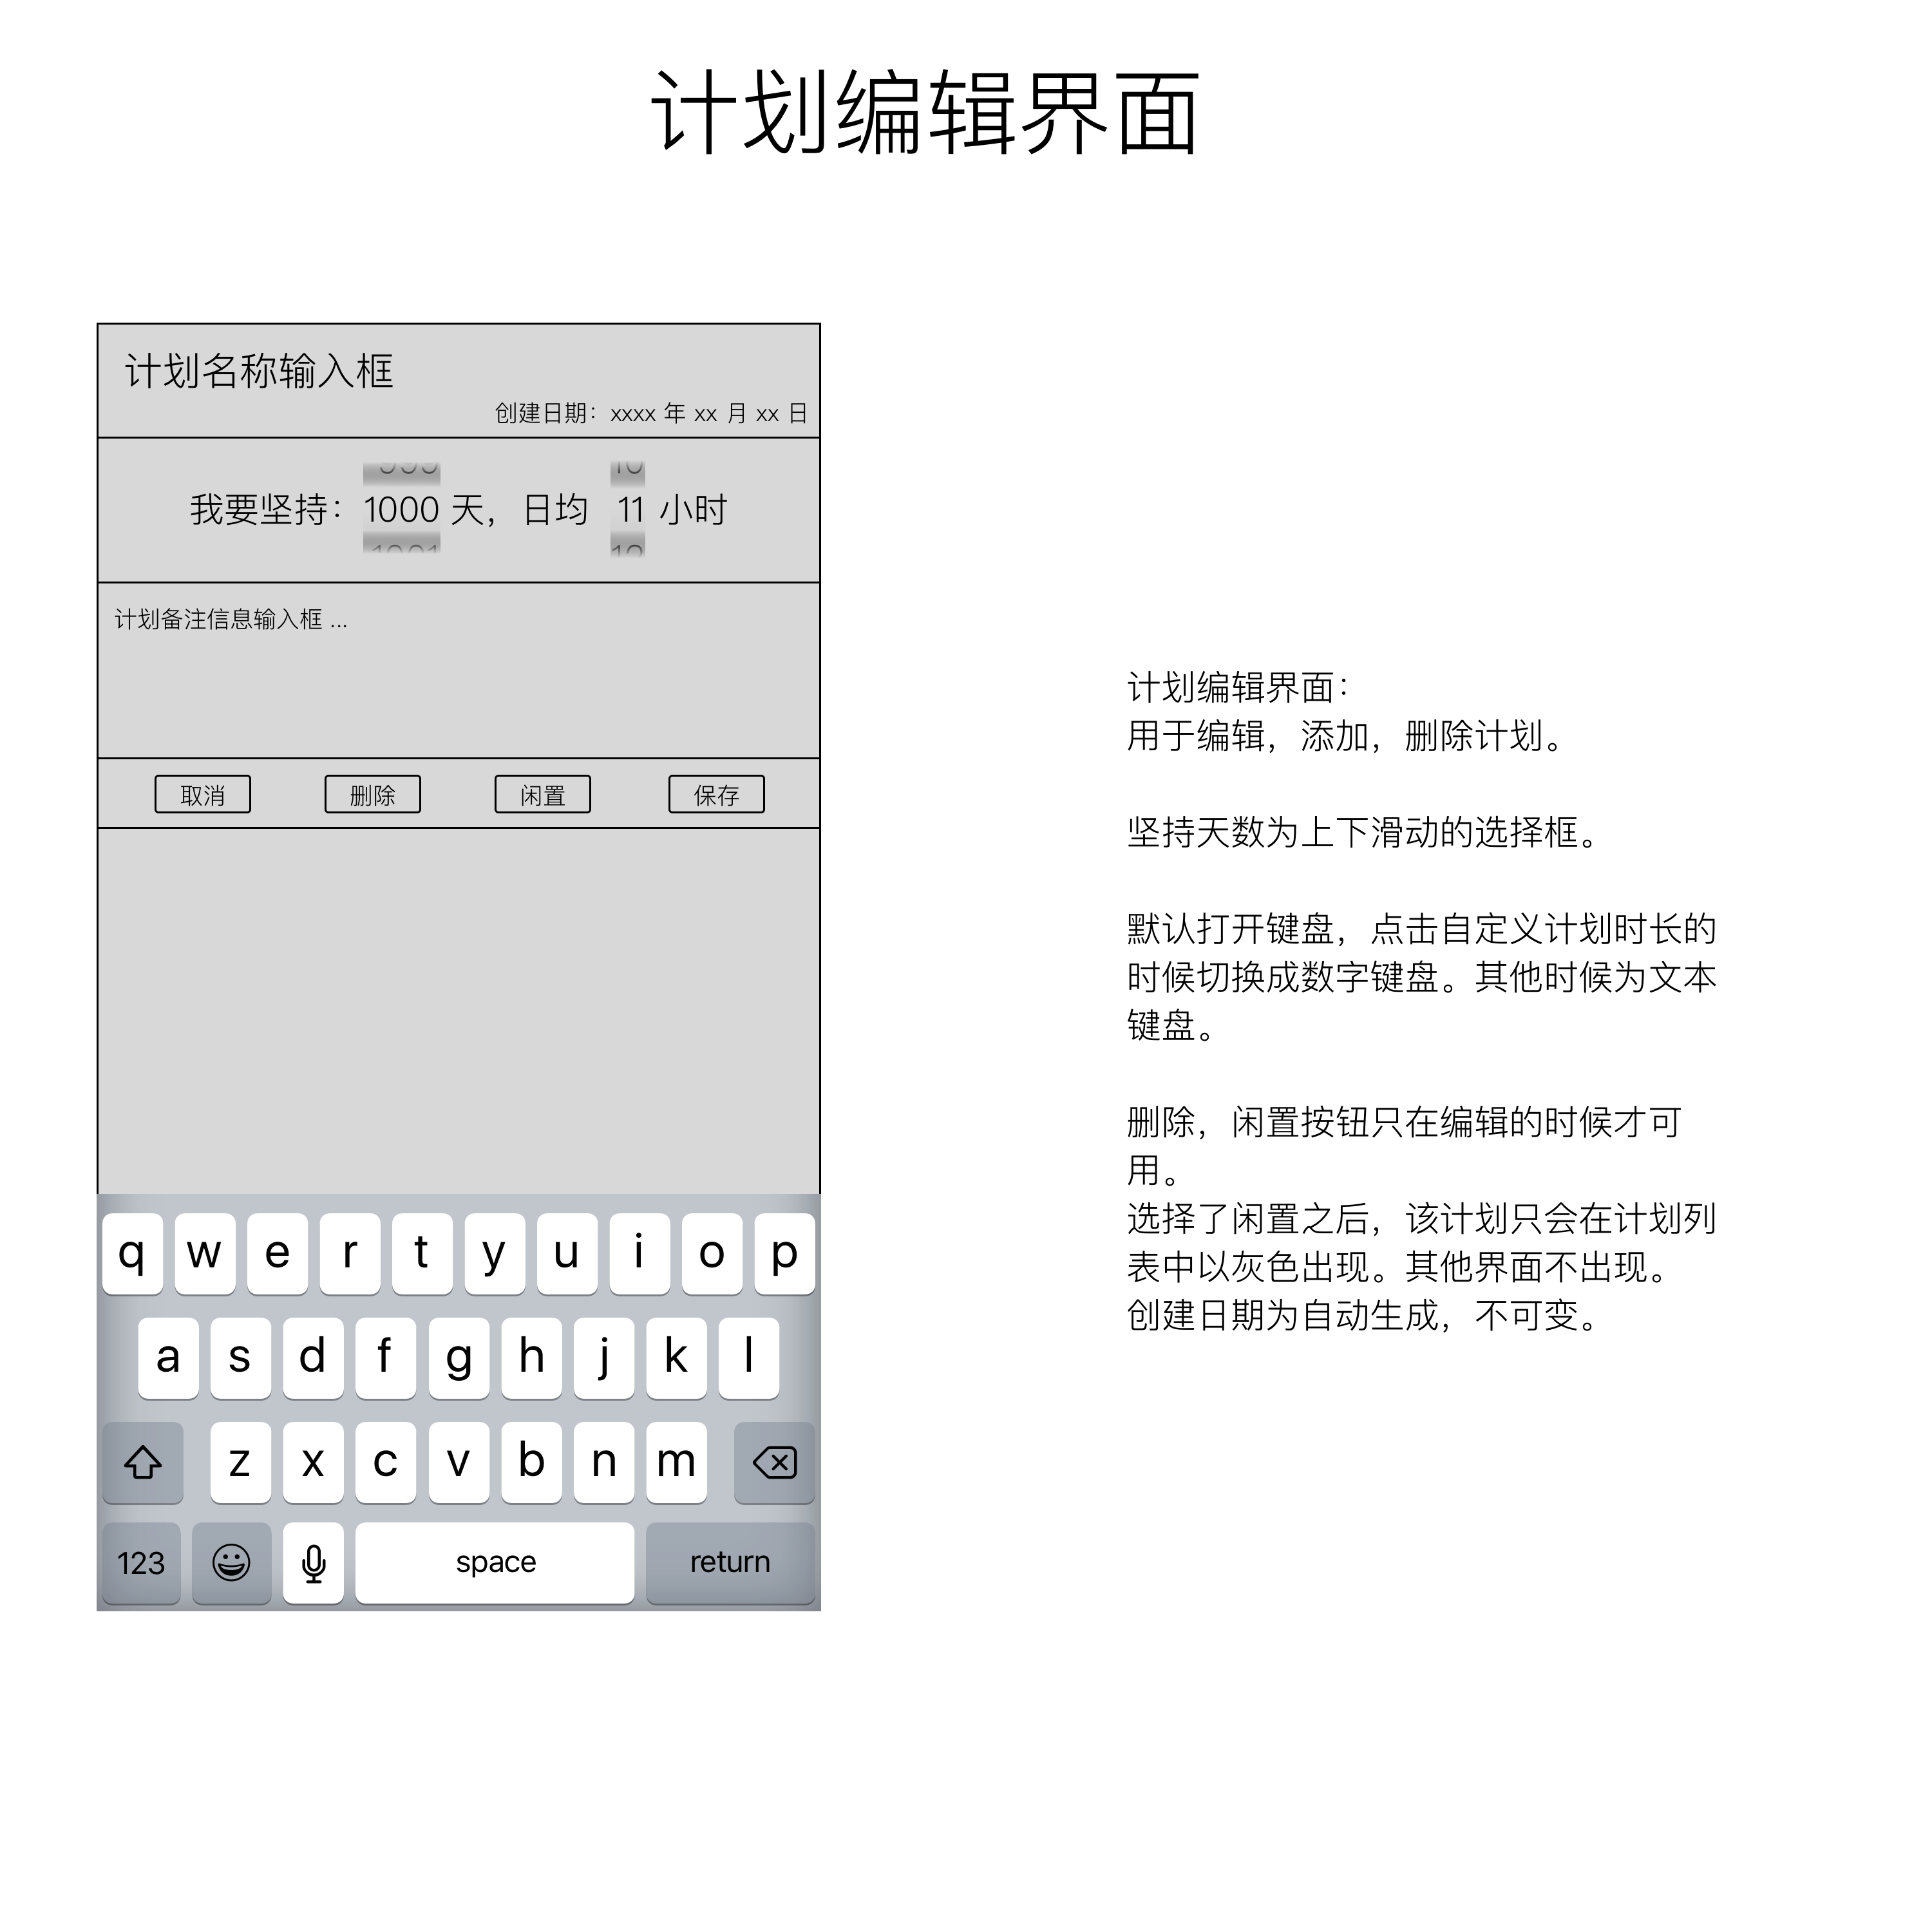 计划编辑界面
计划名称输入框
创建日期：xxxx 年 xx 月 xx 日
我要坚持：1000 天，日均 11 小时
计划备注信息输入框 ...
取消 删除 闲置 保存
计划编辑界面：
用于编辑，添加，删除计划。
坚持天数为上下滑动的选择框。
默认打开键盘，点击自定义计划时长的
时候切换成数字键盘。其他时候为文本
键盘。
删除，闲置按钮只在编辑的时候才可
用。
选择了闲置之后，该计划只会在计划列
表中以灰色出现。其他界面不出现。
创建日期为自动生成，不可变。
q w e r t y u i o p
a s d f g h j k l
z x c v b n m
123 space return